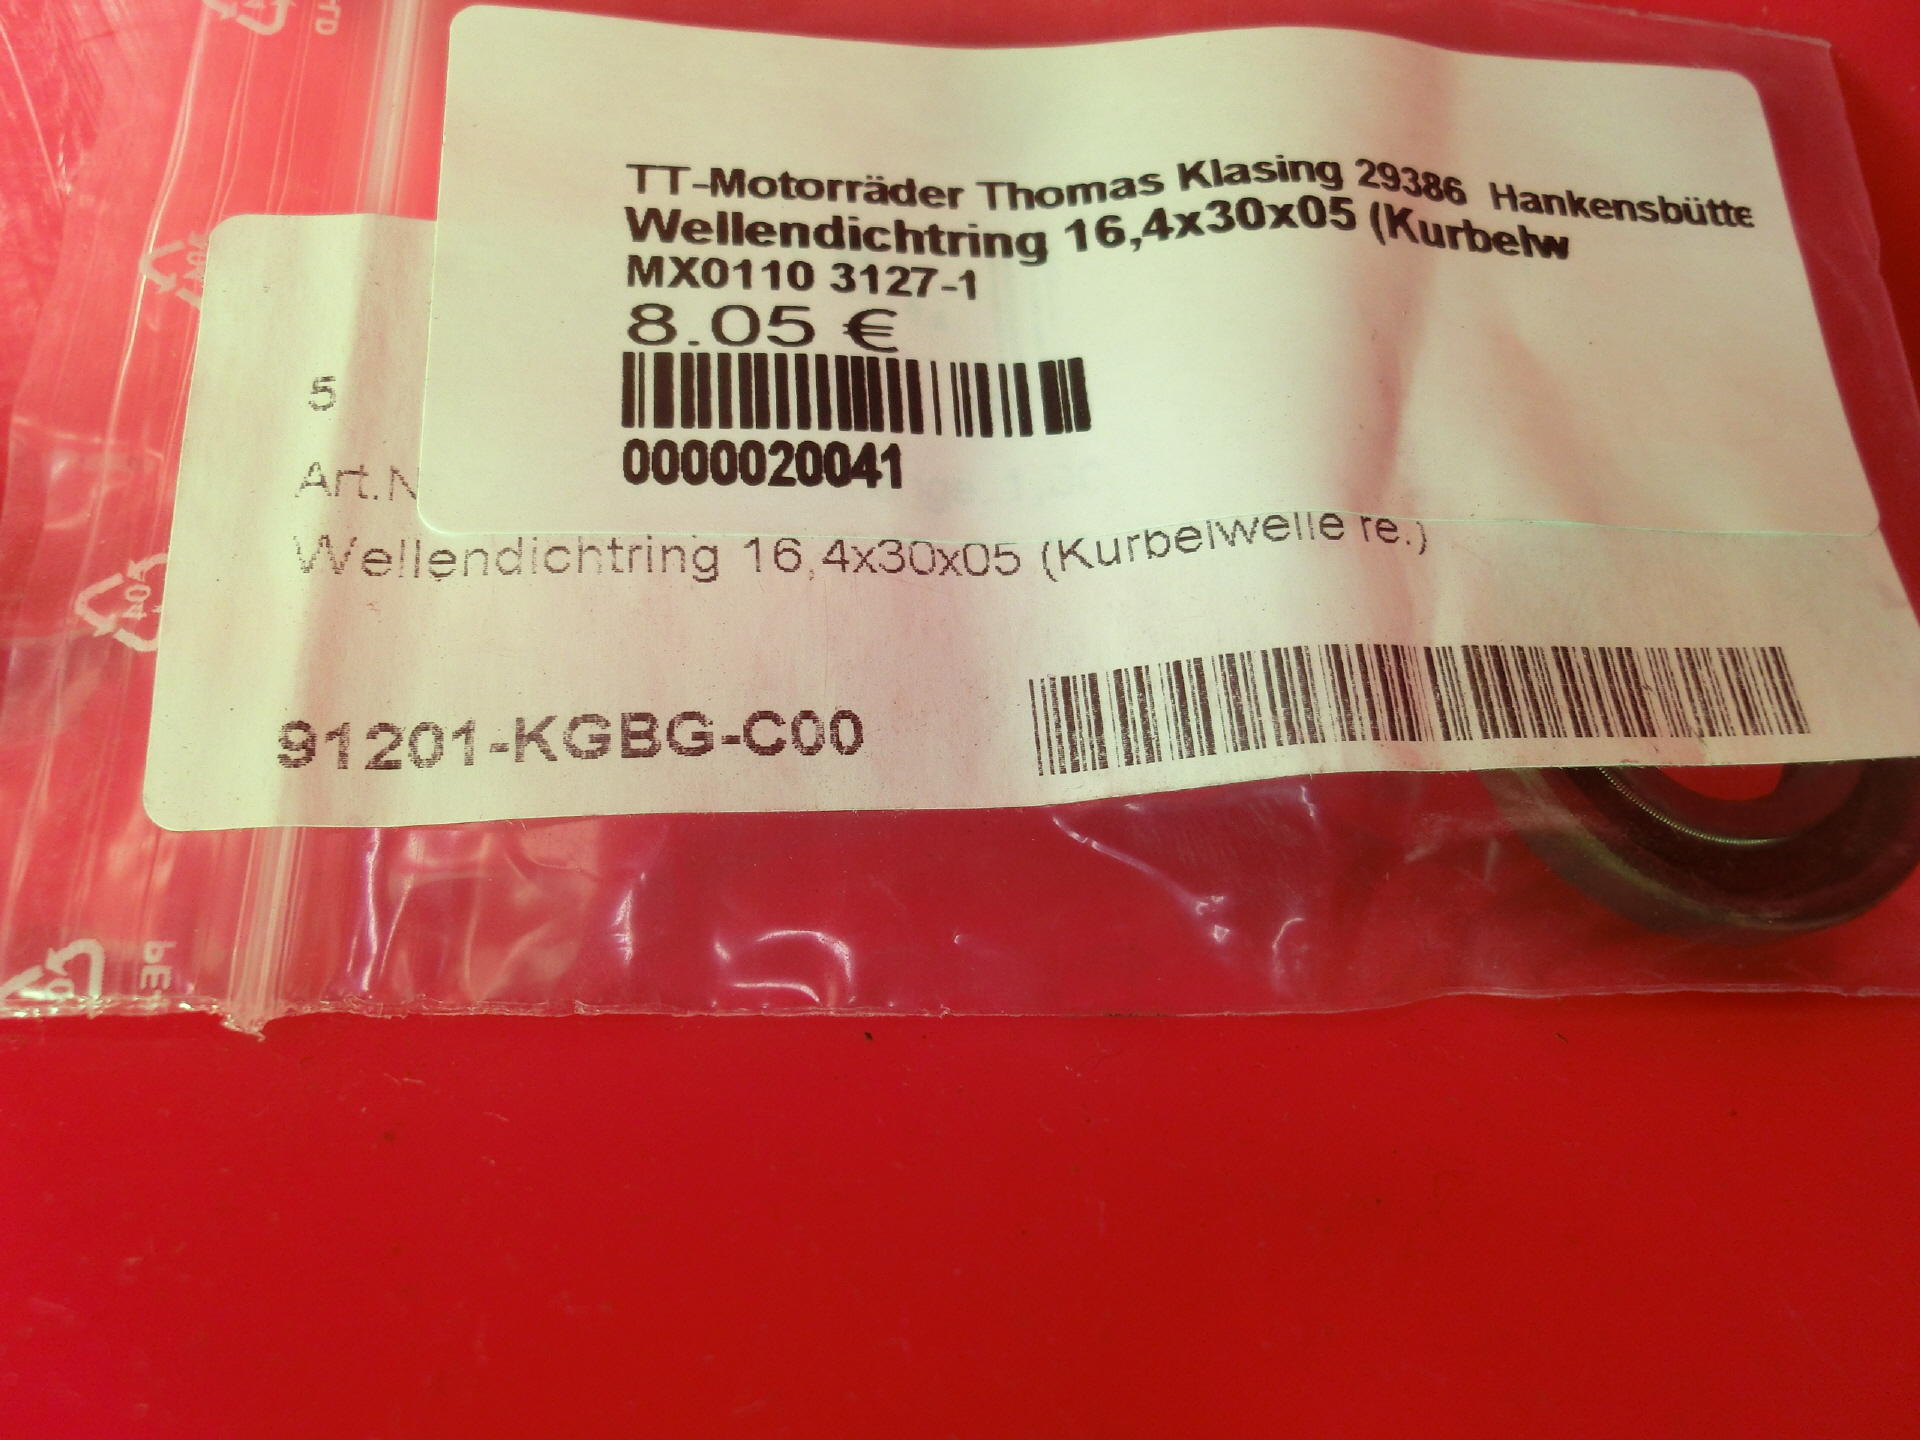 TT-Motorräder Thomas Klasing 29386 Hankensbütte
Wellendichtring 16,4x30x05 (Kurbelw
MX0110 3127-1
8.05 €
0000020041
5
Art.N
Wellendichtring 16,4x30x05 (Kurbelwelle re.)
91201-KGBG-C00
04